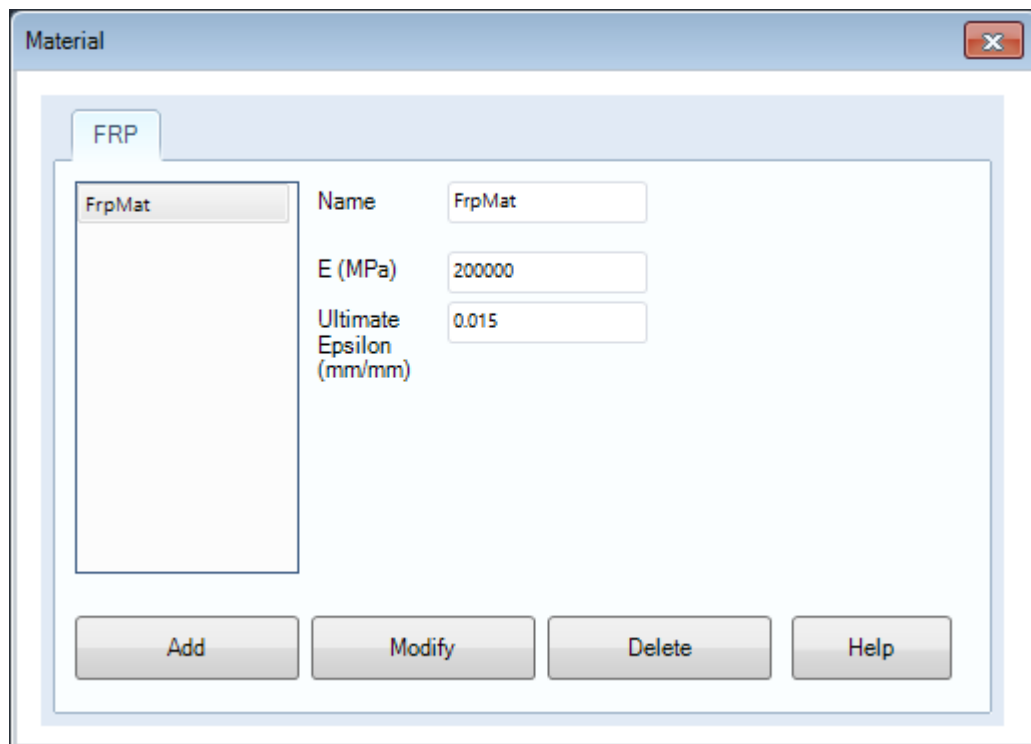 Material
FRP
FrpMat
Name
FrpMat
E (MPa)
200000
Ultimate
Epsilon
(mm/mm)
0.015
Add
Modify
Delete
Help